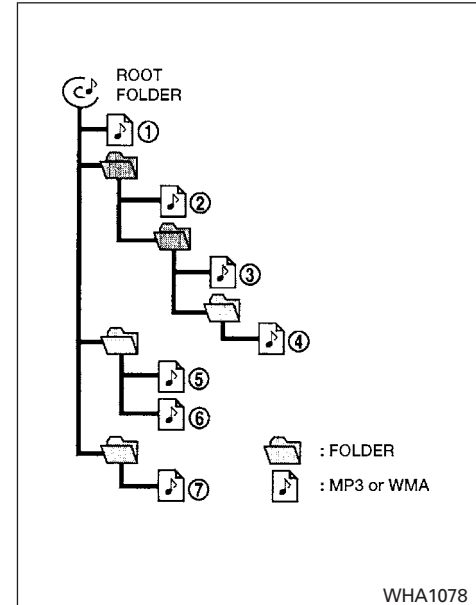 ROOT
FOLDER
①
②
③
④
⑤
⑥
⑦
: FOLDER
: MP3 or WMA
WHA1078